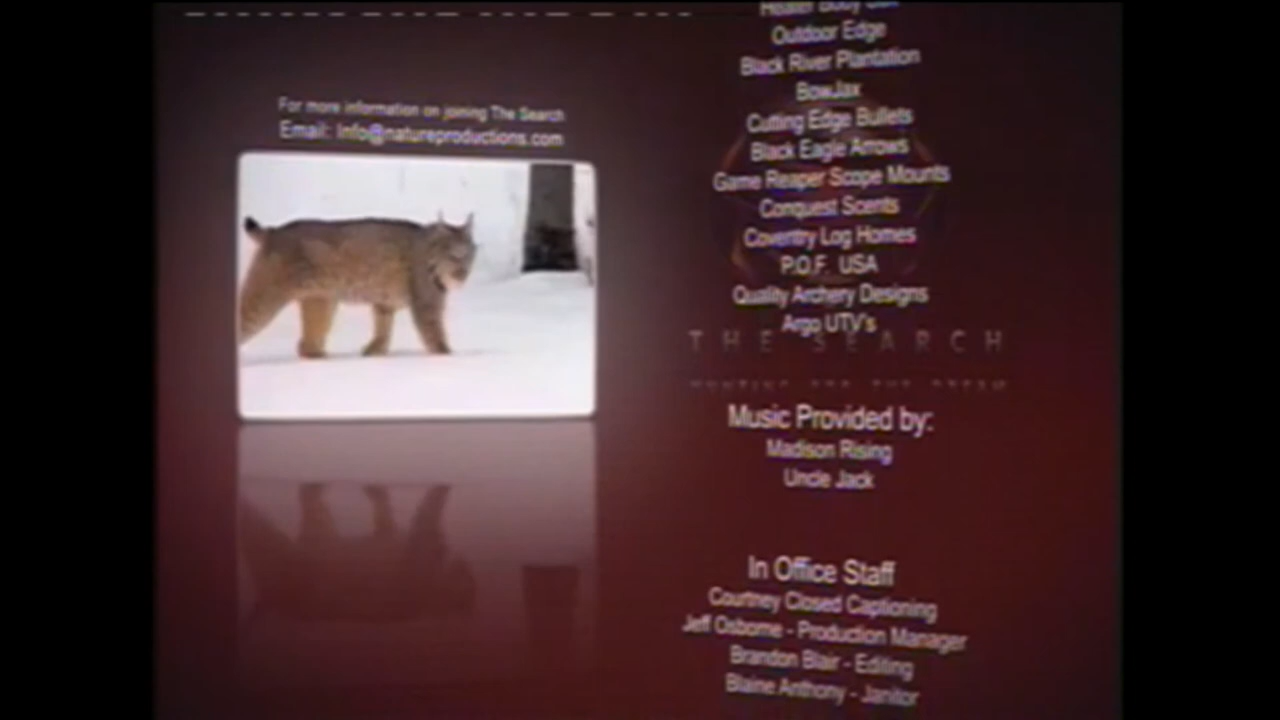 For more information on joining The Search
Email: Info@natureproductions.com
Heater Body Suit
Outdoor Edge
Black River Plantation
BowJax
Cutting Edge Bullets
Black Eagle Arrows
Game Reaper Scope Mounts
Conquest Scents
Coventry Log Homes
P.O.F. USA
Quality Archery Designs
Argo UTV's
THE SEARCH
Music Provided by:
Madison Rising
Uncle Jack
In Office Staff
Courtney Closed Captioning
Jeff Osborne - Production Manager
Brandon Blair - Editing
Blaine Anthony - Janitor